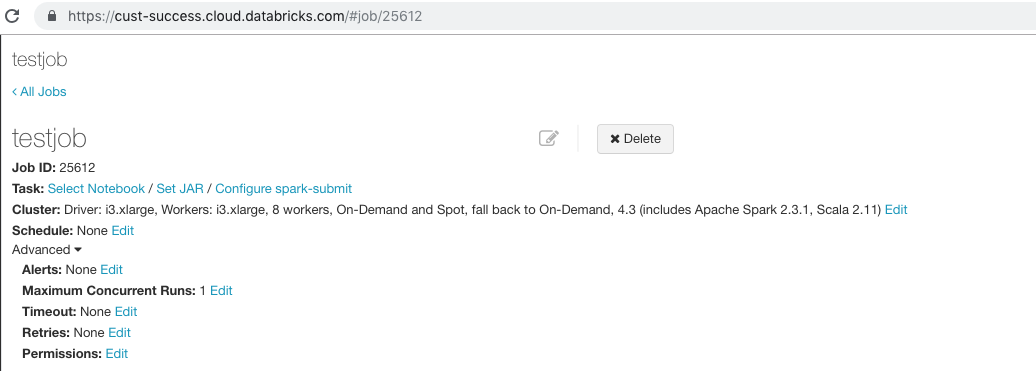 https://cust-success.cloud.databricks.com/#job/25612
testjob
‹ All Jobs
testjob
✖ Delete
Job ID: 25612
Task: Select Notebook / Set JAR / Configure spark-submit
Cluster: Driver: i3.xlarge, Workers: i3.xlarge, 8 workers, On-Demand and Spot, fall back to On-Demand, 4.3 (includes Apache Spark 2.3.1, Scala 2.11) Edit
Schedule: None Edit
Advanced
Alerts: None Edit
Maximum Concurrent Runs: 1 Edit
Timeout: None Edit
Retries: None Edit
Permissions: Edit